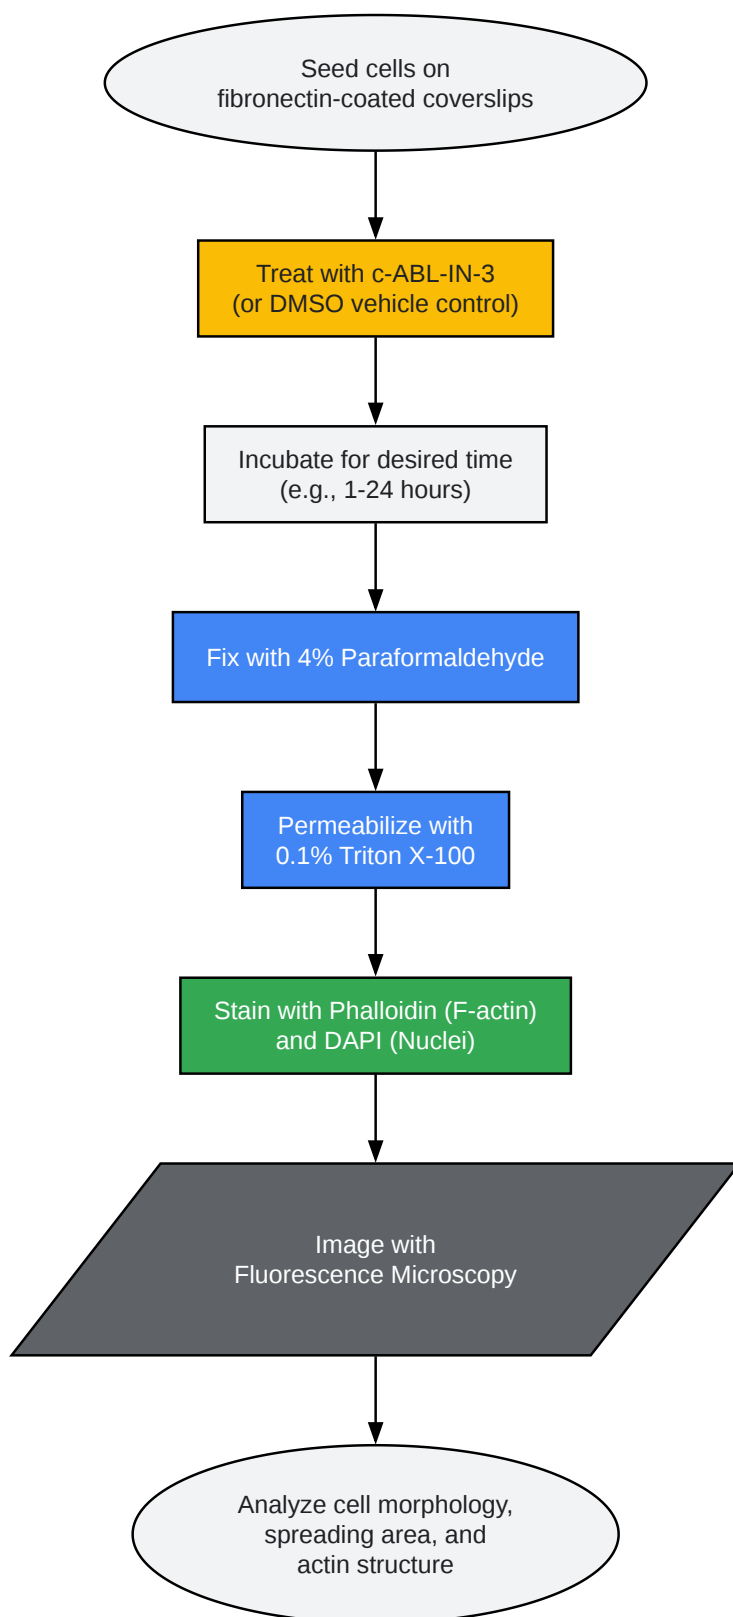 Seed cells on
fibronectin-coated coverslips
Treat with c-ABL-IN-3
(or DMSO vehicle control)
Incubate for desired time
(e.g., 1-24 hours)
Fix with 4% Paraformaldehyde
Permeabilize with
0.1% Triton X-100
Stain with Phalloidin (F-actin)
and DAPI (Nuclei)
Image with
Fluorescence Microscopy
Analyze cell morphology,
spreading area, and
actin structure